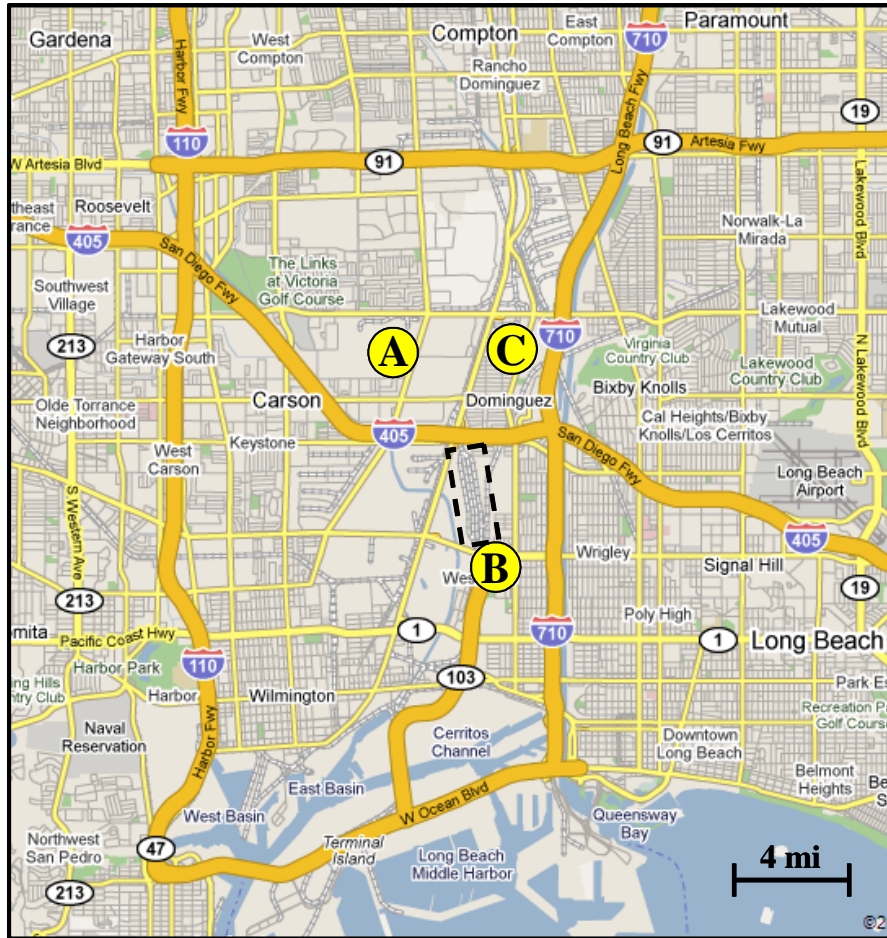 Gardena
West
Compton
Compton
East
Compton
Paramount
710
Harbor Fwy
Rancho
Dominguez
Long Beach Fwy
110
19
91
91
Artesia Fwy
W Artesia Blvd
Lakewood Blvd
Roosevelt
405
San Diego Fwy
Norwalk-La
Mirada
The Links
at Victoria
Golf Course
Southwest
Village
213
Harbor
Gateway South
A
C
710
Lakewood
Mutual
Virginia
Country Club
Lakewood
Country Club
N Lakewood Blvd
Bixby Knolls
Carson
Dominguez
Olde Torrance
Neighborhood
Cal Heights/Bixby
Knolls/Los Cerritos
Keystone
405
San Diego Fwy
West
Carson
Long Beach
Airport
S Western Ave
405
B
Wrigley
Signal Hill
213
19
Poly High
Pacific Coast Hwy
1
710
1
Long Beach
Harbor Park
110
Harbor
Wilmington
103
Naval
Reservation
Harbor Fwy
Cerritos
Channel
Downtown
Long Beach
East Basin
West Basin
W Ocean Blvd
Belmont
Heights
Queensway
Bay
Northwest
San Pedro
47
Terminal
Island
Long Beach
Middle Harbor
4 mi
213